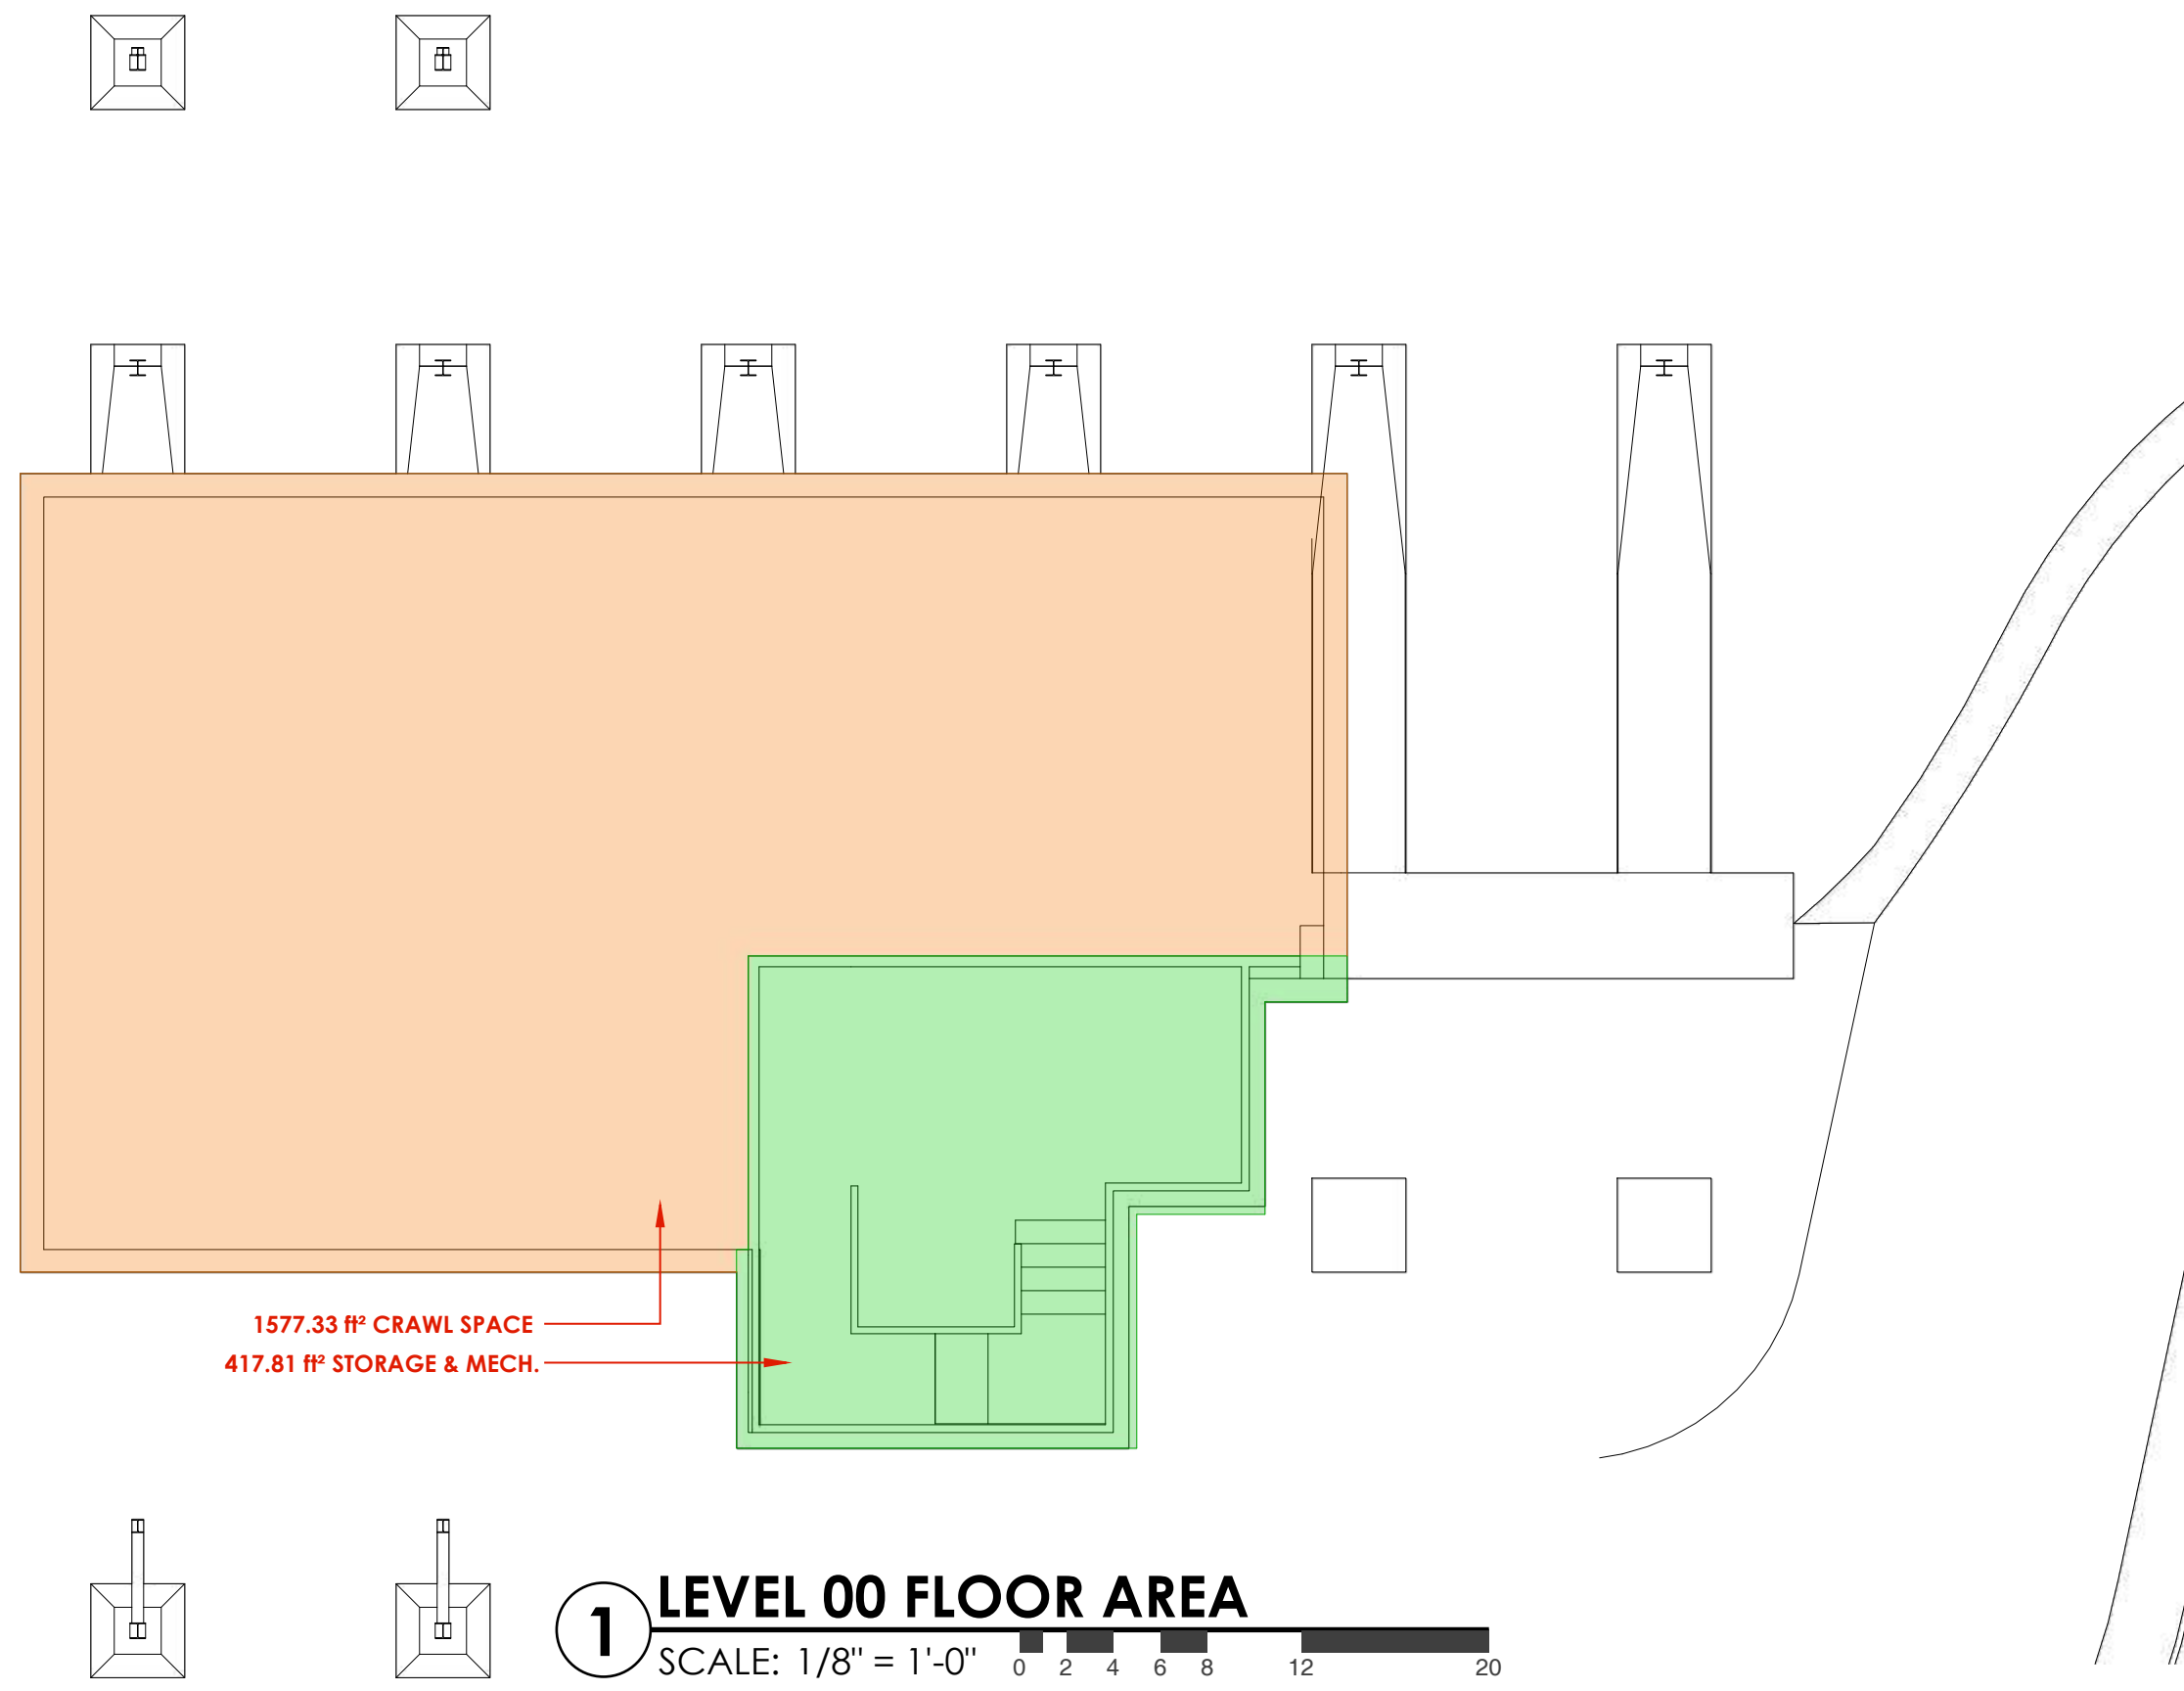 1577.33 ft² CRAWL SPACE
417.81 ft² STORAGE & MECH.
1
LEVEL 00 FLOOR AREA
SCALE: 1/8" = 1'-0"
0 2 4 6 8 12 20